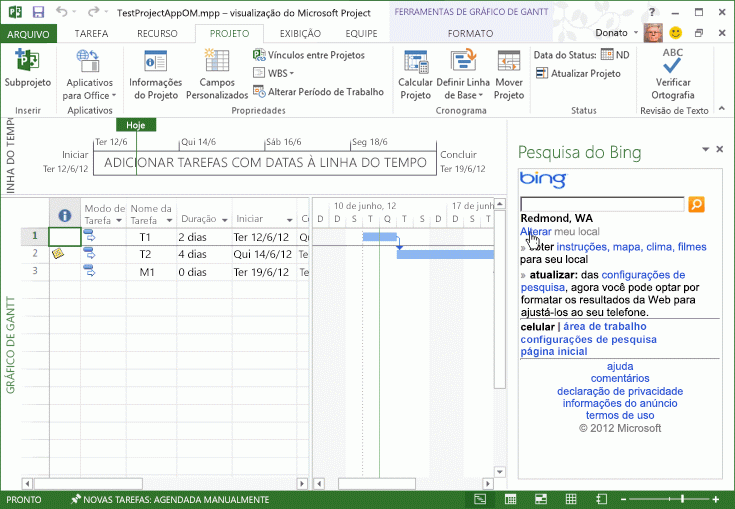 TestProjectAppOM.mpp – visualização do Microsoft Project
FERRAMENTAS DE GRÁFICO DE GANTT
ARQUIVO TAREFA RECURSO PROJETO EXIBIÇÃO EQUIPE FORMATO Donato
Subprojeto
Inserir
Aplicativos
para Office
Aplicativos
Informações
do Projeto
Campos
Personalizados
Vínculos entre Projetos
WBS
Alterar Período de Trabalho
Propriedades
Calcular
Projeto
Definir Linha
de Base
Mover
Projeto
Cronograma
Data do Status: ND
Atualizar Projeto
Status
ABC
Verificar
Ortografia
Revisão de Texto
INHA DO TEMPO
Hoje
Ter 12/6 Qui 14/6 Sáb 16/6 Seg 18/6
Iniciar
Ter 12/6/12
ADICIONAR TAREFAS COM DATAS À LINHA DO TEMPO
Concluir
Ter 19/6/12
GRÁFICO DE GANTT
Modo de
Tarefa
Nome da
Tarefa
Duração
Iniciar
10 de junho, 12 17 de jun
D S T Q Q S S D S T
1 T1 2 dias Ter 12/6/12
2 T2 4 dias Qui 14/6/12
3 M1 0 dias Ter 19/6/12
Pesquisa do Bing
bing
Redmond, WA
Alterar meu local
» obter instruções, mapa, clima, filmes
para seu local
» atualizar: das configurações de
pesquisa, agora você pode optar por
formatar os resultados da Web para
ajustá-los ao seu telefone.
celular | área de trabalho
configurações de pesquisa
página inicial
ajuda
comentários
declaração de privacidade
informações do anúncio
termos de uso
© 2012 Microsoft
PRONTO
NOVAS TAREFAS: AGENDADA MANUALMENTE